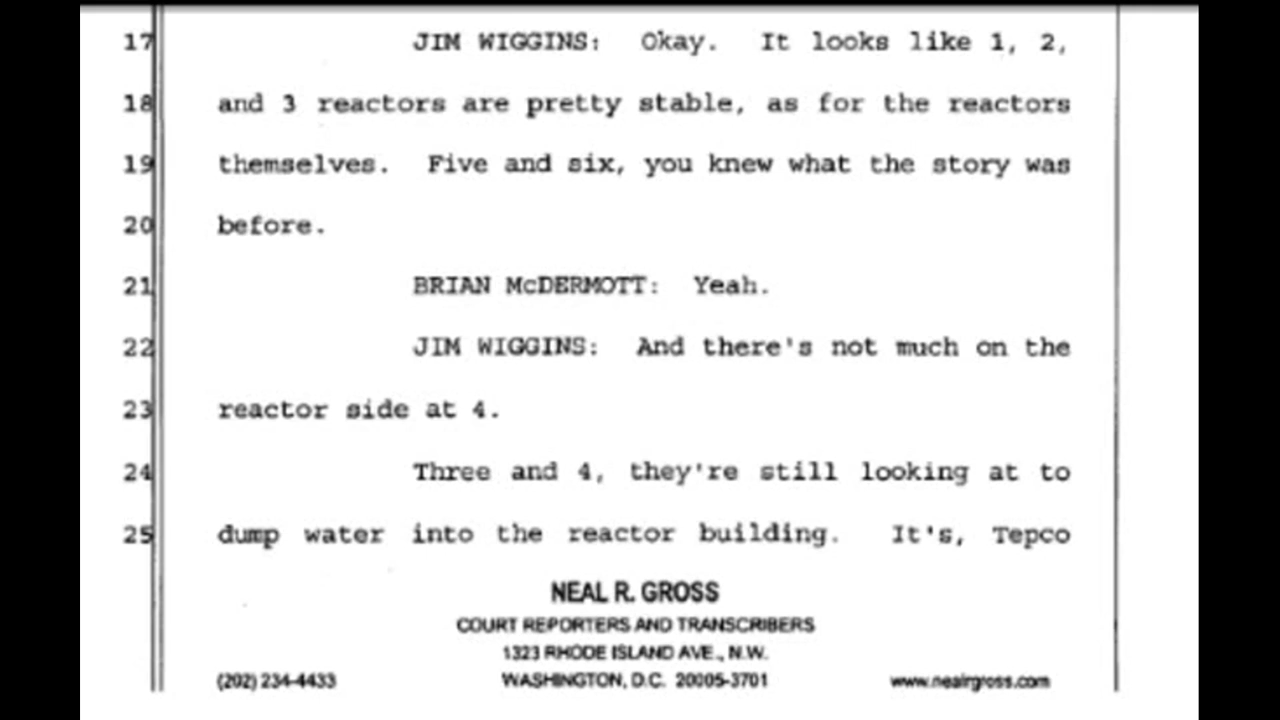 17 JIM WIGGINS: Okay. It looks like 1, 2,
18 and 3 reactors are pretty stable, as for the reactors
19 themselves. Five and six, you knew what the story was
20 before.
21 BRIAN McDERMOTT: Yeah.
22 JIM WIGGINS: And there's not much on the
23 reactor side at 4.
24 Three and 4, they're still looking at to
25 dump water into the reactor building. It's, Tepco
NEAL R. GROSS
COURT REPORTERS AND TRANSCRIBERS
1323 RHODE ISLAND AVE., N.W.
(202) 234-4433 WASHINGTON, D.C. 20005-3701 www.nealrgross.com